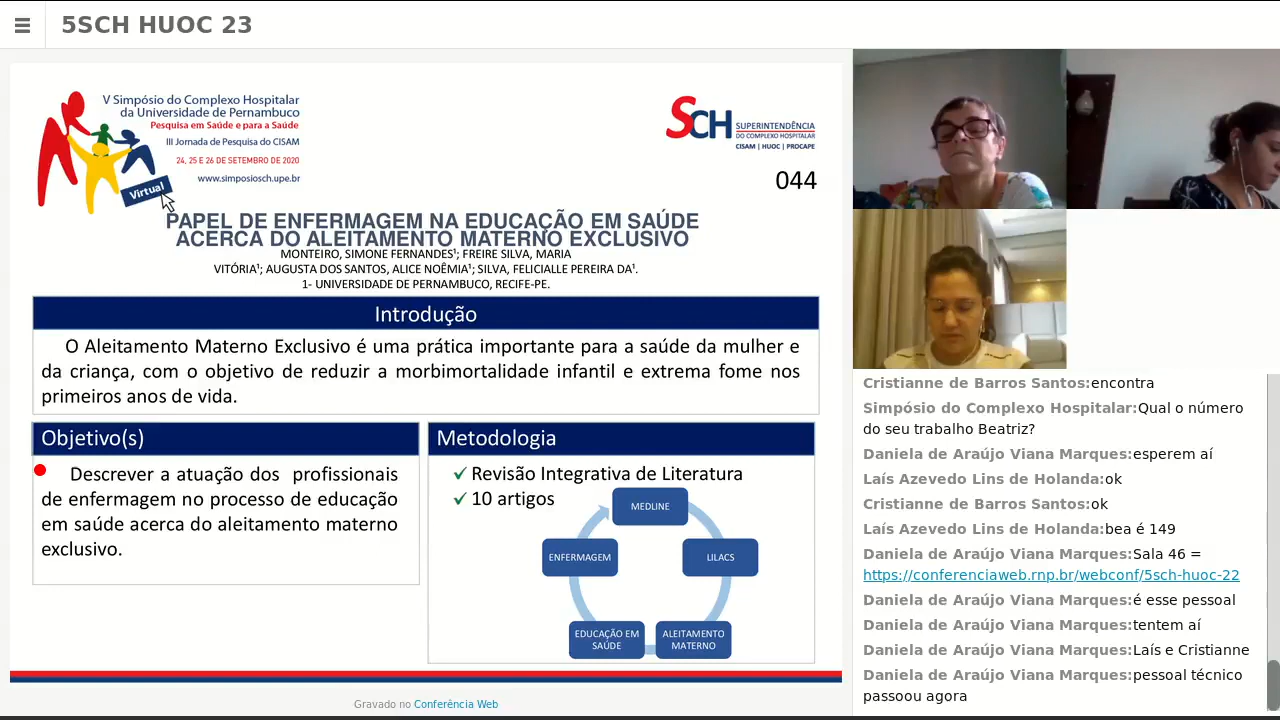 5SCH HUOC 23
V Simpósio do Complexo Hospitalar
da Universidade de Pernambuco
Pesquisa em Saúde e para a Saúde
III Jornada de Pesquisa do CISAM
24, 25 E 26 DE SETEMBRO DE 2020
www.simposiosch.upe.br
Virtual
SCH SUPERINTENDÊNCIA
DO COMPLEXO HOSPITALAR
CISAM | HUOC | PROCAPE
044
PAPEL DE ENFERMAGEM NA EDUCAÇÃO EM SAÚDE
ACERCA DO ALEITAMENTO MATERNO EXCLUSIVO
MONTEIRO, SIMONE FERNANDES¹; FREIRE SILVA, MARIA
VITÓRIA¹; AUGUSTA DOS SANTOS, ALICE NOÊMIA¹; SILVA, FELICIALLE PEREIRA DA¹.
1- UNIVERSIDADE DE PERNAMBUCO, RECIFE-PE.
Introdução
O Aleitamento Materno Exclusivo é uma prática importante para a saúde da mulher e
da criança, com o objetivo de reduzir a morbimortalidade infantil e extrema fome nos
primeiros anos de vida.
Objetivo(s)
Descrever a atuação dos profissionais
de enfermagem no processo de educação
em saúde acerca do aleitamento materno
exclusivo.
Metodologia
✓ Revisão Integrativa de Literatura
✓ 10 artigos
MEDLINE
LILACS
ALEITAMENTO
MATERNO
EDUCAÇÃO EM
SAÚDE
ENFERMAGEM
Gravado no Conferência Web
Cristianne de Barros Santos:encontra
Simpósio do Complexo Hospitalar:Qual o número
do seu trabalho Beatriz?
Daniela de Araújo Viana Marques:esperem aí
Laís Azevedo Lins de Holanda:ok
Cristianne de Barros Santos:ok
Laís Azevedo Lins de Holanda:bea é 149
Daniela de Araújo Viana Marques:Sala 46 =
https://conferenciaweb.rnp.br/webconf/5sch-huoc-22
Daniela de Araújo Viana Marques:é esse pessoal
Daniela de Araújo Viana Marques:tentem aí
Daniela de Araújo Viana Marques:Laís e Cristianne
Daniela de Araújo Viana Marques:pessoal técnico
passoou agora